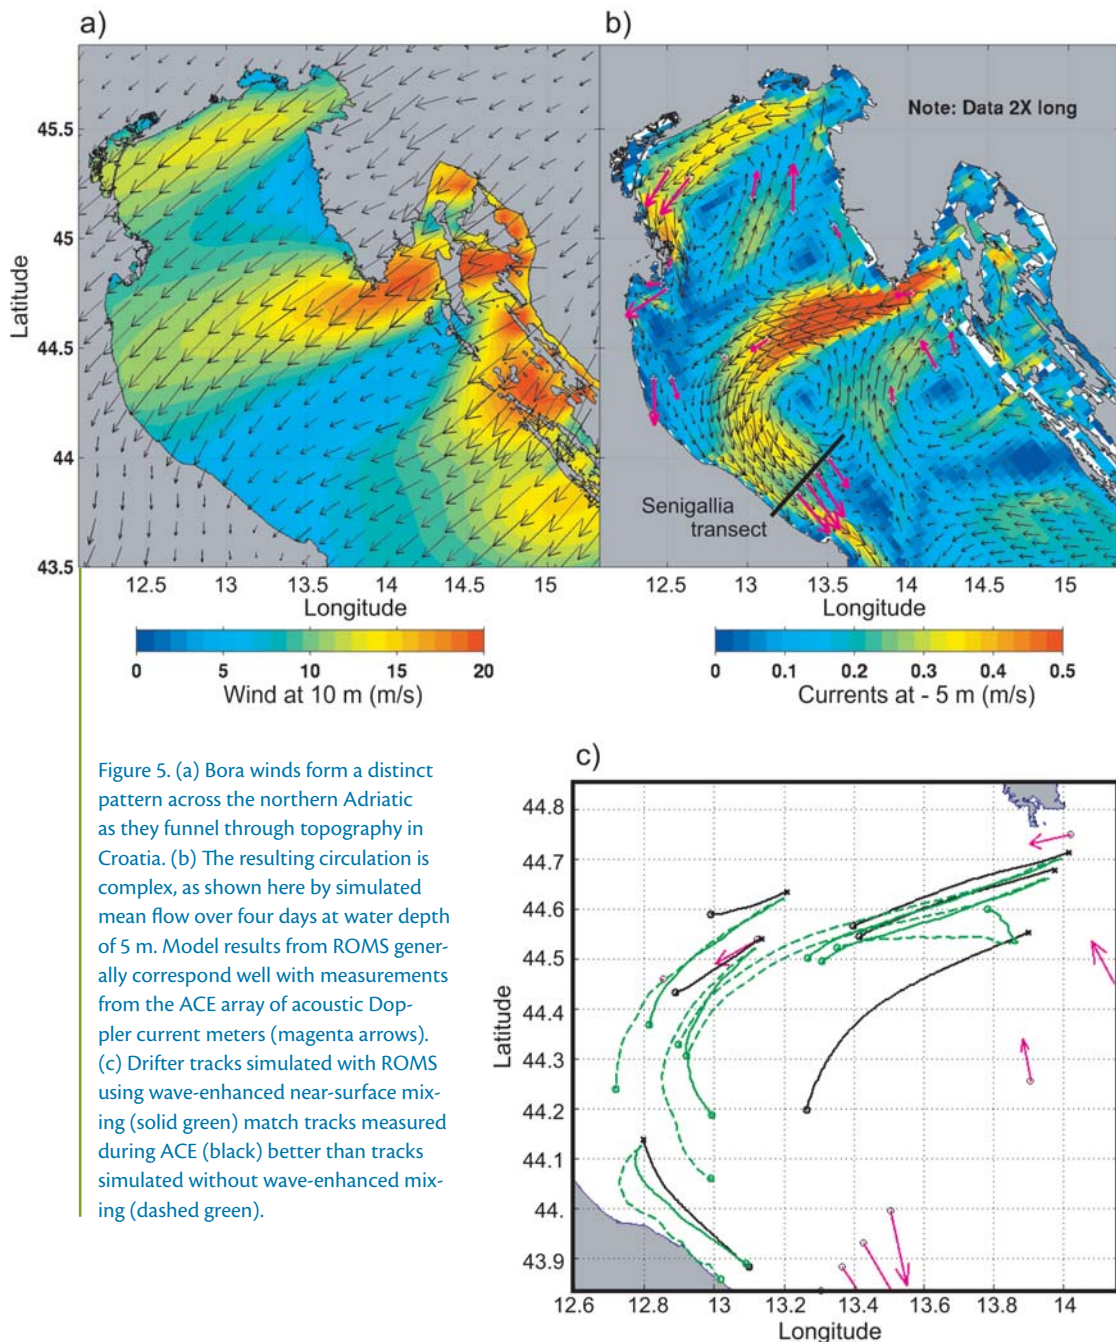 a)
b)
Note: Data 2X long
45.5
45
44.5
44
43.5
Latitude
Senigallia
transect
12.5 13 13.5 14 14.5 15
12.5 13 13.5 14 14.5 15
Longitude
Longitude
0 5 10 15 20
0 0.1 0.2 0.3 0.4 0.5
Wind at 10 m (m/s)
Currents at - 5 m (m/s)
Figure 5. (a) Bora winds form a distinct
pattern across the northern Adriatic
as they funnel through topography in
Croatia. (b) The resulting circulation is
complex, as shown here by simulated
mean flow over four days at water depth
of 5 m. Model results from ROMS gener-
ally correspond well with measurements
from the ACE array of acoustic Dop-
pler current meters (magenta arrows).
(c) Drifter tracks simulated with ROMS
using wave-enhanced near-surface mix-
ing (solid green) match tracks measured
during ACE (black) better than tracks
simulated without wave-enhanced mix-
ing (dashed green).
c)
44.8
44.7
44.6
44.5
44.4
44.3
44.2
44.1
44.
43.9
Latitude
12.6 12.8 13 13.2 13.4 13.6 13.8 14
Longitude